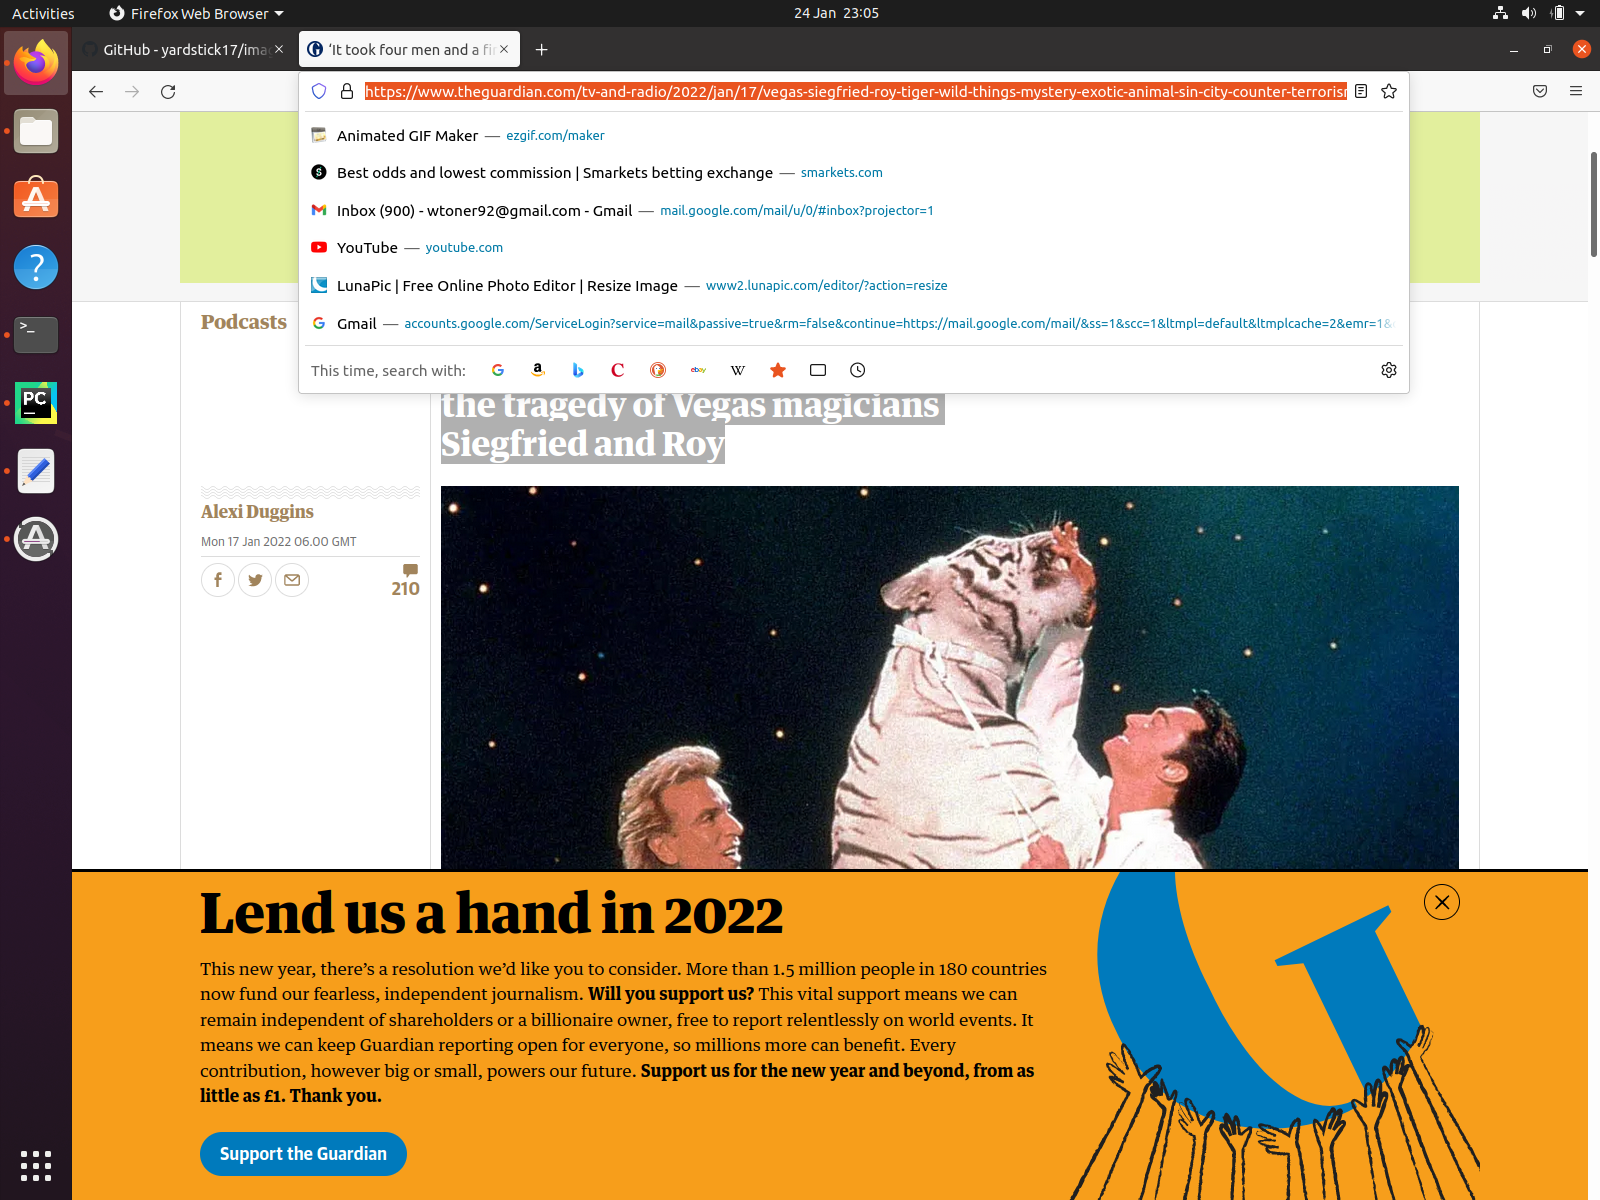 Activities
Firefox Web Browser
24 Jan 23:05
GitHub - yardstick17/ima
'It took four men and a fi
https://www.theguardian.com/tv-and-radio/2022/jan/17/vegas-siegfried-roy-tiger-wild-things-mystery-exotic-animal-sin-city-counter-terrorism
Animated GIF Maker — ezgif.com/maker
Best odds and lowest commission | Smarkets betting exchange — smarkets.com
Inbox (900) - wtoner92@gmail.com - Gmail — mail.google.com/mail/u/0/#inbox?projector=1
YouTube — youtube.com
LunaPic | Free Online Photo Editor | Resize Image — www2.lunapic.com/editor/?action=resize
Gmail — accounts.google.com/ServiceLogin?service=mail&passive=true&rm=false&continue=https://mail.google.com/mail/&ss=1&scc=1&ltmpl=default&ltmplcache=2&emr=1&
This time, search with:
Podcasts
the tragedy of Vegas magicians
Siegfried and Roy
Alexi Duggins
Mon 17 Jan 2022 06.00 GMT
210
Lend us a hand in 2022
This new year, there's a resolution we'd like you to consider. More than 1.5 million people in 180 countries
now fund our fearless, independent journalism. Will you support us? This vital support means we can
remain independent of shareholders or a billionaire owner, free to report relentlessly on world events. It
means we can keep Guardian reporting open for everyone, so millions more can benefit. Every
contribution, however big or small, powers our future. Support us for the new year and beyond, from as
little as £1. Thank you.
Support the Guardian